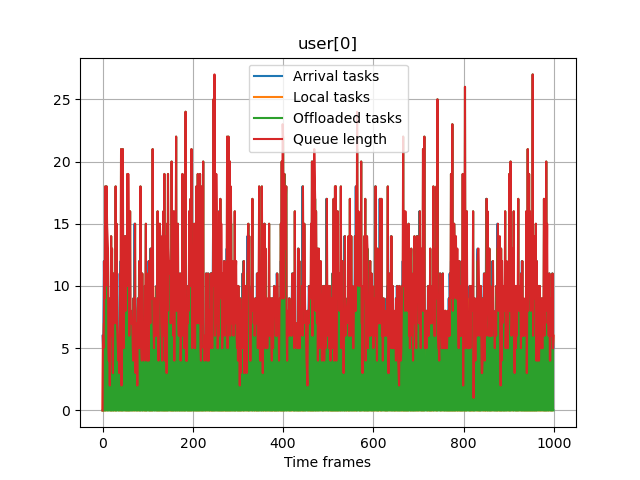 user[0]
Arrival tasks
Local tasks
Offloaded tasks
Queue length
25
20
15
10
5
0
0 200 400 600 800 1000
Time frames